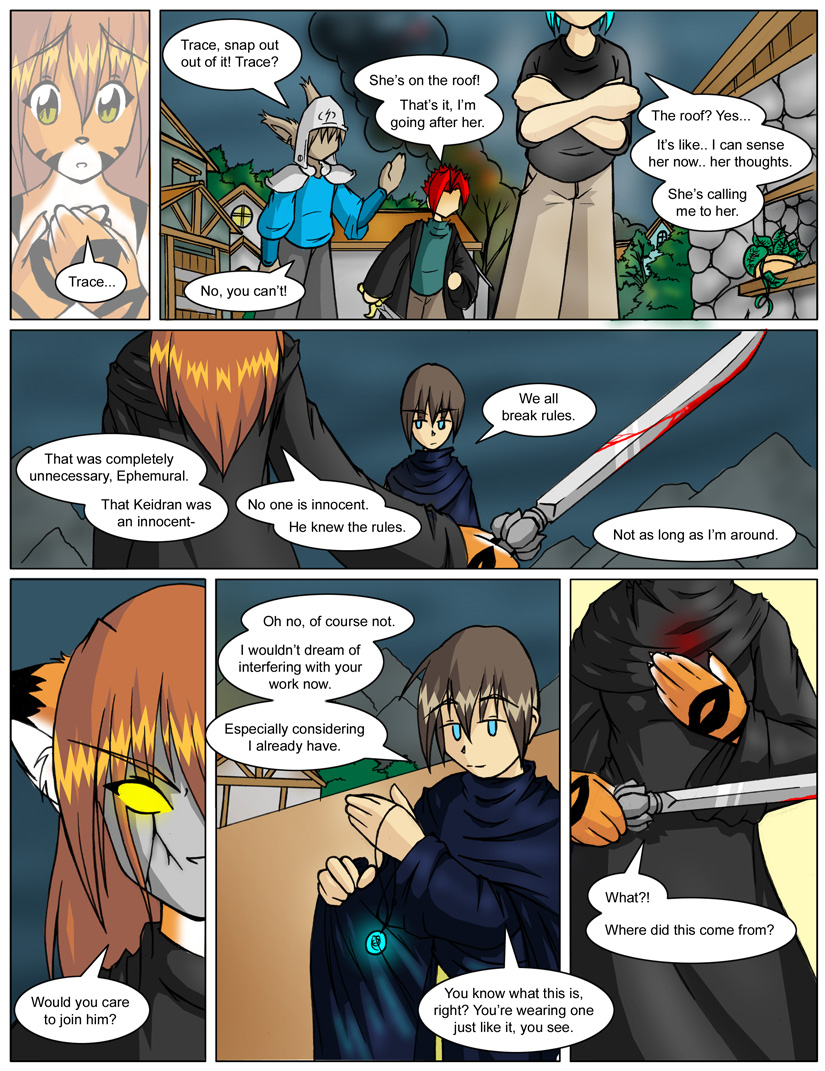 Trace...
Trace, snap out
out of it! Trace?
She's on the roof!
That's it, I'm
going after her.
No, you can't!
The roof? Yes...
It's like.. I can sense
her now.. her thoughts.
She's calling
me to her.
That was completely
unnecessary, Ephemural.
That Keidran was
an innocent-
No one is innocent.
He knew the rules.
We all
break rules.
Not as long as I'm around.
Would you care
to join him?
Oh no, of course not.
I wouldn't dream of
interfering with your
work now.
Especially considering
I already have.
You know what this is,
right? You're wearing one
just like it, you see.
What?!
Where did this come from?